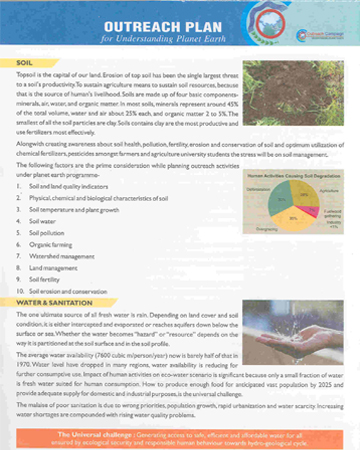 OUTREACH PLAN
for Understanding Planet Earth
SOIL
Topsoil is the capital of our land. Erosion of top soil has been the single largest threat
to a soil's productivity. To sustain agriculture means to sustain soil resources, because
that is the source of human's livelihood. Soils are made up of four basic components-
minerals, air, water, and organic matter. In most soils, minerals represent around 45%
of the total volume, water and air about 25% each, and organic matter 2 to 5%. The
smallest of all the soil particles are clay. Soils contains clay are the most productive and
use fertilizers most effectively.
Alongwith creating awareness about soil health, pollution, fertility, erosion and conservation of soil and optimum utilization of
chemical fertilizers, pesticides amongst farmers and agriculture university students the stress will be on soil management.
The following factors are the prime consideration while planning outreach activities
under planet earth programme-
1. Soil and land quality indicators
2. Physical, chemical and biological characteristics of soil
3. Soil temperature and plant growth
4. Soil water
5. Soil pollution
6. Organic farming
7. Watershed management
8. Land management
9. Soil fertility
10. Soil erosion and conservation
Human Activities Causing Soil Degradation
Deforestation
Agriculture
Overgrazing
Industry
WATER & SANITATION
The one ultimate source of all fresh water is rain. Depending on land cover and soil
condition; it is either intercepted and evaporated or reaches aquifers down below the
surface or sea. Whether the water becomes "hazard" or "resource" depends on the
way it is partitioned at the soil surface and in the soil profile.
The average water availability (7600 cubic m/person/year) now is barely half of that in
1970. Water level have dropped in many regions, water availability is reducing for
further consumptive use. Impact of human activities on eco-water scenario is significant because only a small fraction of water
is fresh water suited for human consumption. How to produce enough food for anticipated vast population by 2025 and
provide adequate supply for domestic and industrial purposes, is the universal challenge.
The malaise of poor sanitation is due to wrong priorities, population growth, rapid urbanization and water scarcity. Increasing
water shortages are compounded with rising water quality problems.
The Universal challenge : Generating access to safe, efficient and affordable water for all
ensured by ecological security and responsible human behaviour towards hydrogeological cycle.